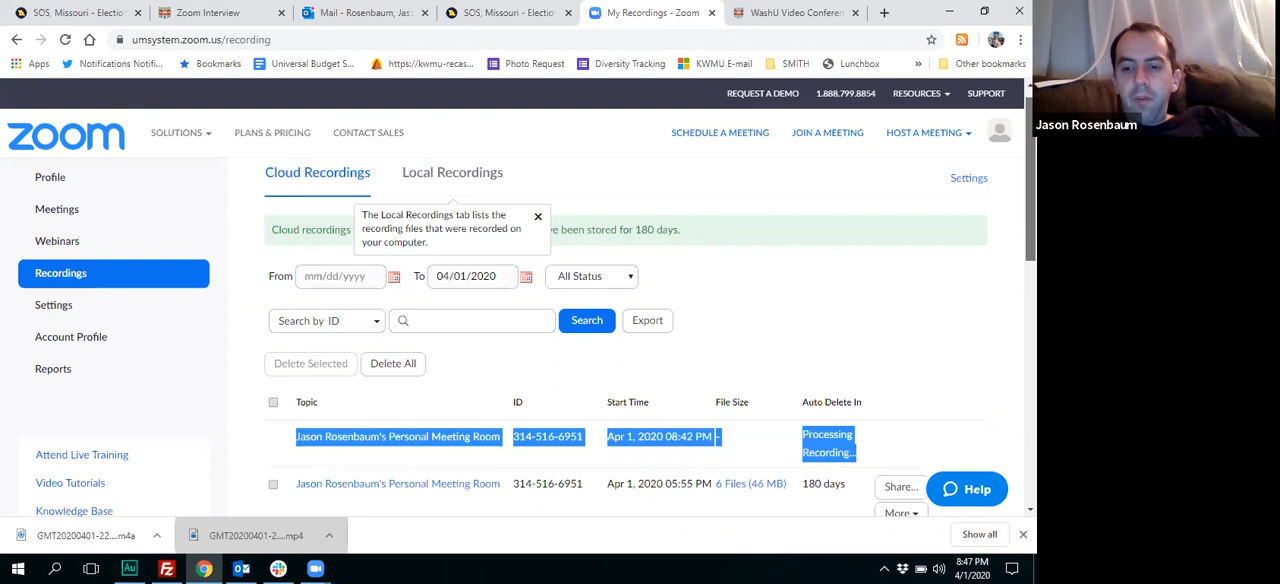 SOS, Missouri - Electio
Zoom Interview
Mail - Rosenbaum, Jas
SOS, Missouri - Electio
My Recordings - Zoom
WashU Video Conferen
umsystem.zoom.us/recording
Apps
Notifications Notifi...
Bookmarks
Universal Budget S...
https://kwmu-recas...
Photo Request
Diversity Tracking
KWMU E-mail
SMITH
Lunchbox
»
Other bookmarks
Jason Rosenbaum
REQUEST A DEMO
1.888.799.8854
RESOURCES
SUPPORT
zoom
SOLUTIONS
PLANS & PRICING
CONTACT SALES
SCHEDULE A MEETING
JOIN A MEETING
HOST A MEETING
Profile
Meetings
Webinars
Recordings
Settings
Account Profile
Reports
Attend Live Training
Video Tutorials
Knowledge Base
Cloud Recordings
Local Recordings
Settings
The Local Recordings tab lists the
recording files that were recorded on
your computer.
Cloud recordings
ve been stored for 180 days.
From mm/dd/yyyy To 04/01/2020 All Status
Search by ID
Search
Export
Delete Selected
Delete All
Topic ID Start Time File Size Auto Delete In
Jason Rosenbaum's Personal Meeting Room 314-516-6951 Apr 1, 2020 08:42 PM - Processing
Recording...
Jason Rosenbaum's Personal Meeting Room 314-516-6951 Apr 1, 2020 05:55 PM 6 Files (46 MB) 180 days
Share...
More
Help
GMT20200401-22....m4a
GMT20200401-2....mp4
Show all
Au
Fz
8:47 PM
4/1/2020